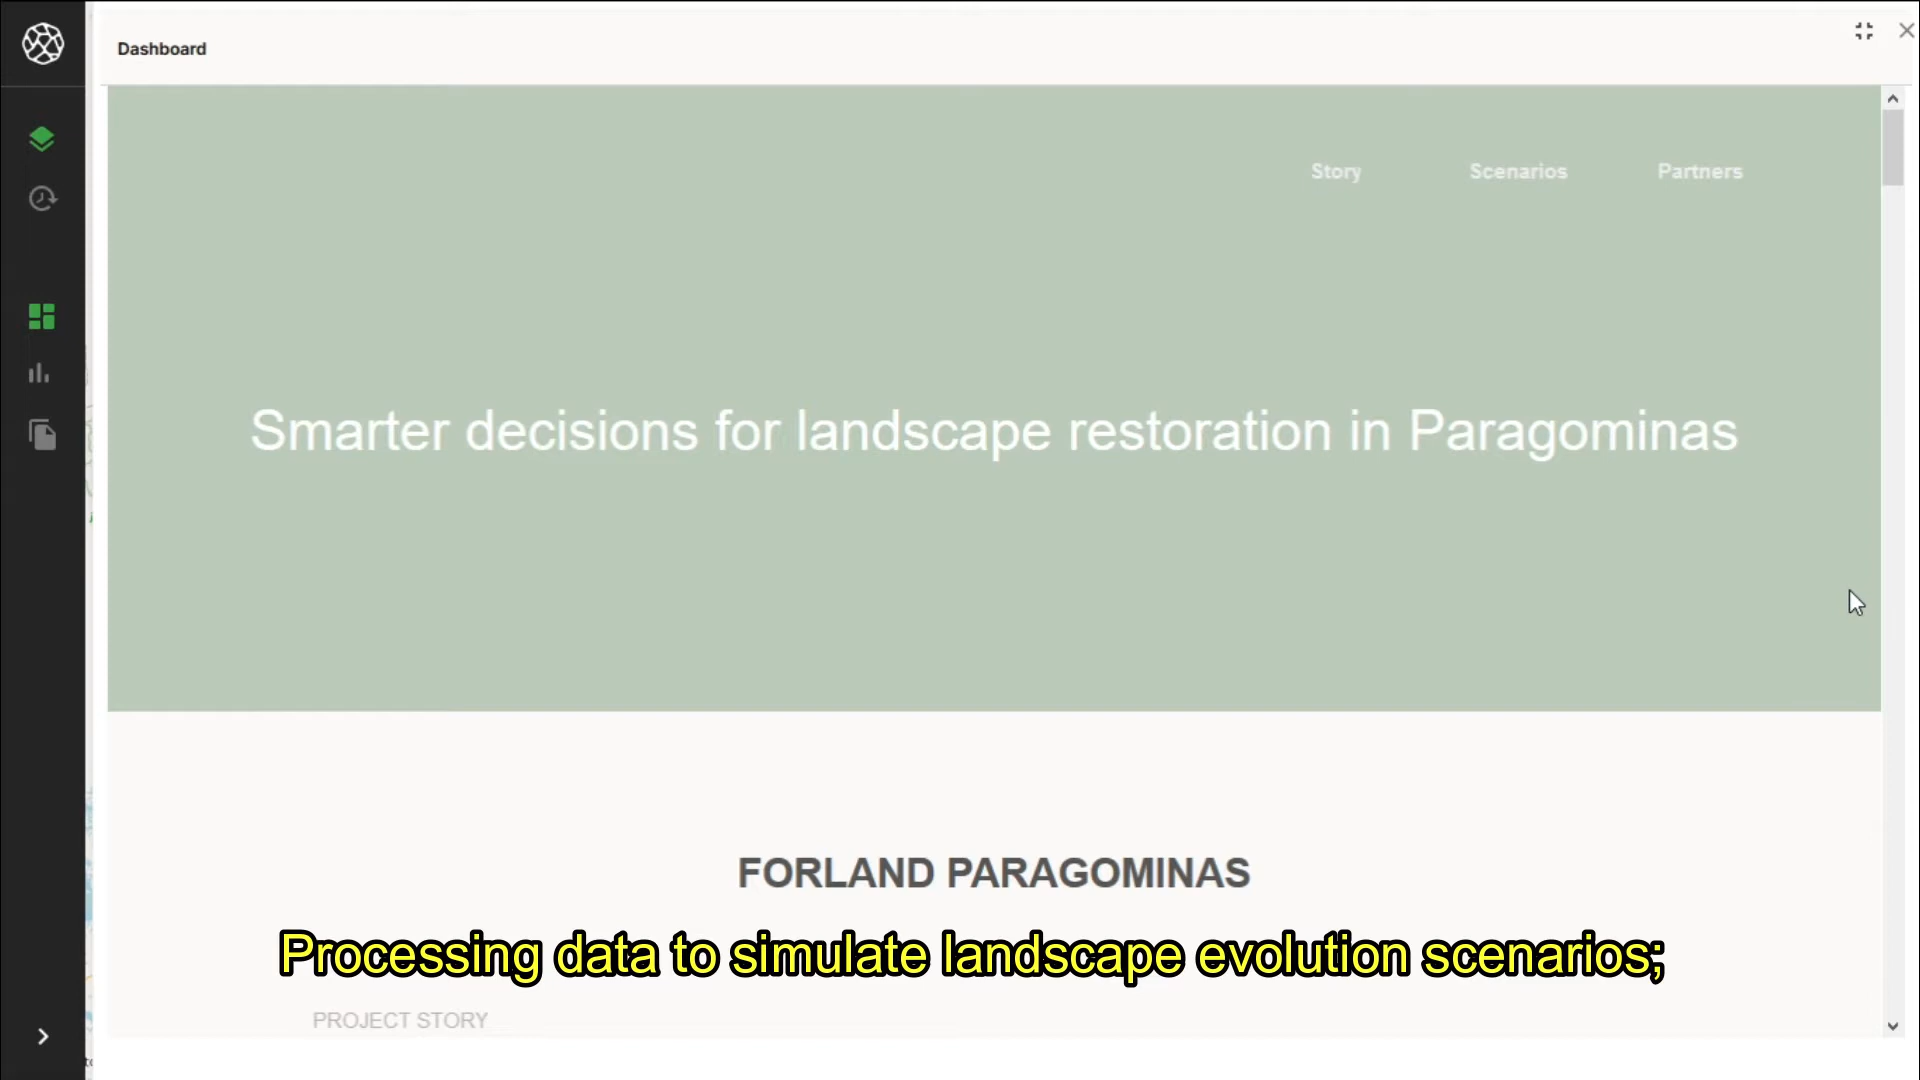 Dashboard
Story Scenarios Partners
Smarter decisions for landscape restoration in Paragominas
FORLAND PARAGOMINAS
Processing data to simulate landscape evolution scenarios;
PROJECT STORY